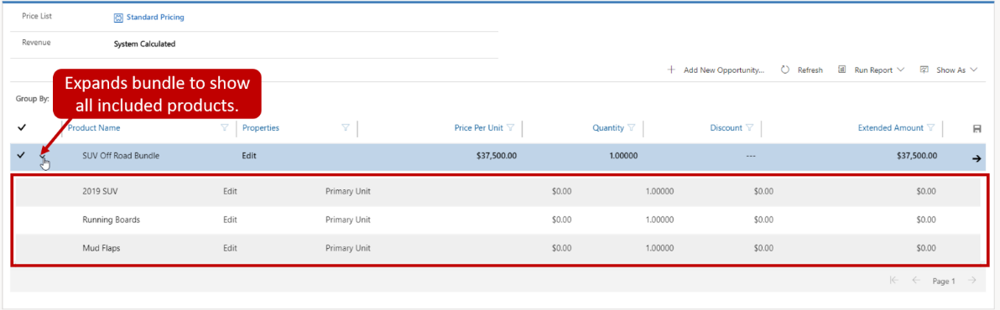 Price List Standard Pricing
Revenue System Calculated
Add New Opportunity... Refresh Run Report Show As
Expands bundle to show
all included products.
Group By:
Product Name Properties Price Per Unit Quantity Discount Extended Amount
SUV Off Road Bundle Edit $37,500.00 1.00000 --- $37,500.00
2019 SUV Edit Primary Unit $0.00 1.00000 $0.00 $0.00
Running Boards Edit Primary Unit $0.00 1.00000 $0.00 $0.00
Mud Flaps Edit Primary Unit $0.00 1.00000 $0.00 $0.00
Page 1